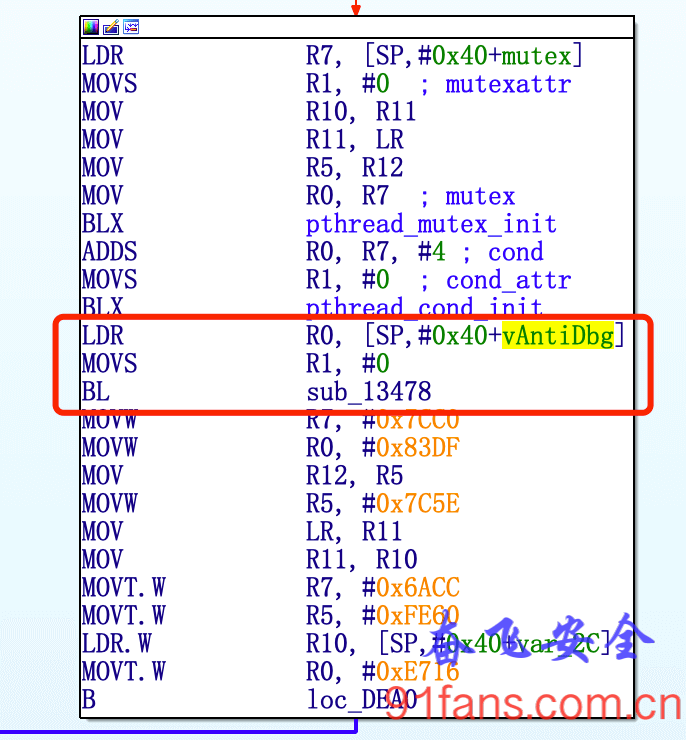 LDR R7, [SP,#0x40+mutex]
MOVS R1, #0 ; mutexattr
MOV R10, R11
MOV R11, LR
MOV R5, R12
MOV R0, R7 ; mutex
BLX pthread_mutex_init
ADDS R0, R7, #4 ; cond
MOVS R1, #0 ; cond_attr
BLX pthread_cond_init
LDR R0, [SP,#0x40+vAntiDbg]
MOVS R1, #0
BL sub_13478
MOVW R7, #0x7CC0
MOVW R0, #0x83DF
MOV R12, R5
MOVW R5, #0x7C5E
MOV LR, R11
MOV R11, R10
MOVT.W R7, #0x6ACC
MOVT.W R5, #0xFE60
LDR.W R10, [SP,#0x40+var_2C]
MOVT.W R0, #0xE716
B loc_DEA0
奋飞安全
91fans.com.cn